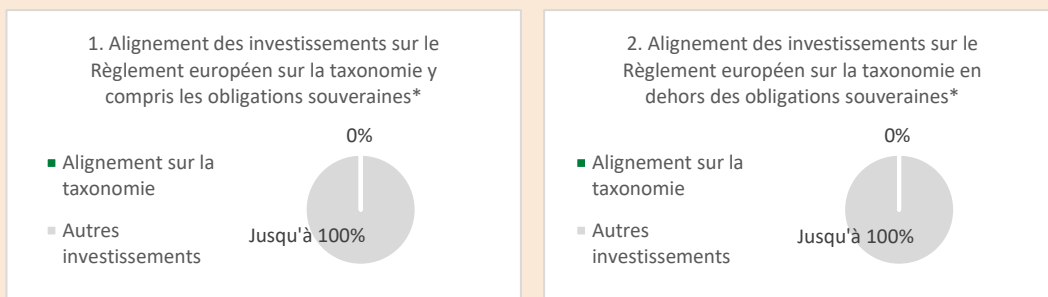 1. Alignement des investissements sur le
Règlement européen sur la taxonomie y
compris les obligations souveraines*
0%
Alignement sur la
taxonomie
Autres
investissements
Jusqu'à 100%
2. Alignement des investissements sur le
Règlement européen sur la taxonomie en
dehors des obligations souveraines*
0%
Alignement sur la
taxonomie
Autres
investissements
Jusqu'à 100%